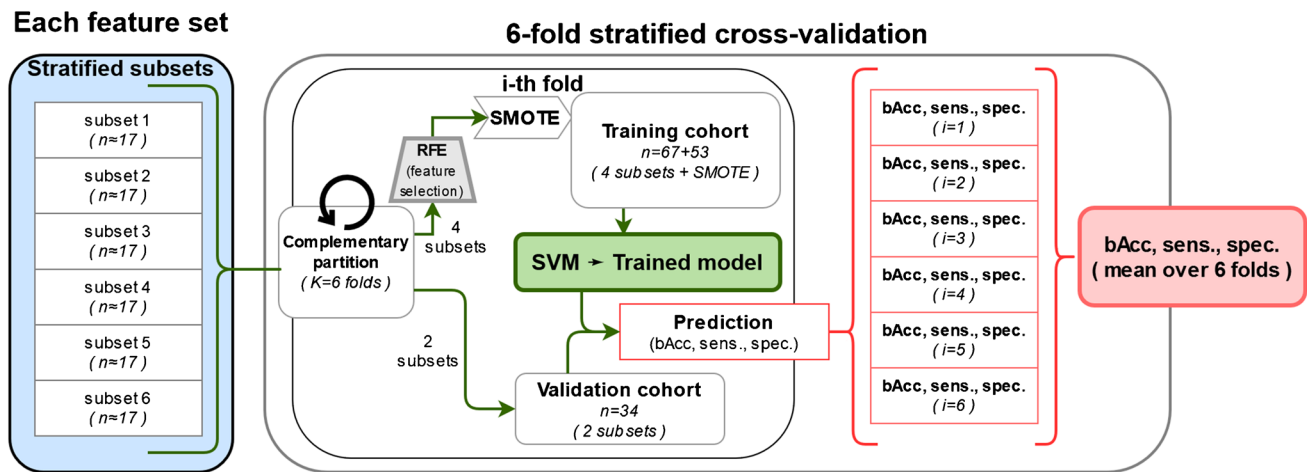 Each feature set
6-fold stratified cross-validation
Stratified subsets
subset 1
( n≈17 )
subset 2
( n≈17 )
subset 3
( n≈17 )
subset 4
( n≈17 )
subset 5
( n≈17 )
subset 6
( n≈17 )
i-th fold
Complementary
partition
( K=6 folds )
4
subsets
2
subsets
RFE
(feature
selection)
SMOTE
Training cohort
n=67+53
( 4 subsets + SMOTE )
SVM → Trained model
Prediction
(bAcc, sens., spec.)
Validation cohort
n=34
( 2 subsets )
bAcc, sens., spec.
( i=1 )
bAcc, sens., spec.
( i=2 )
bAcc, sens., spec.
( i=3 )
bAcc, sens., spec.
( i=4 )
bAcc, sens., spec.
( i=5 )
bAcc, sens., spec.
( i=6 )
bAcc, sens., spec.
( mean over 6 folds )